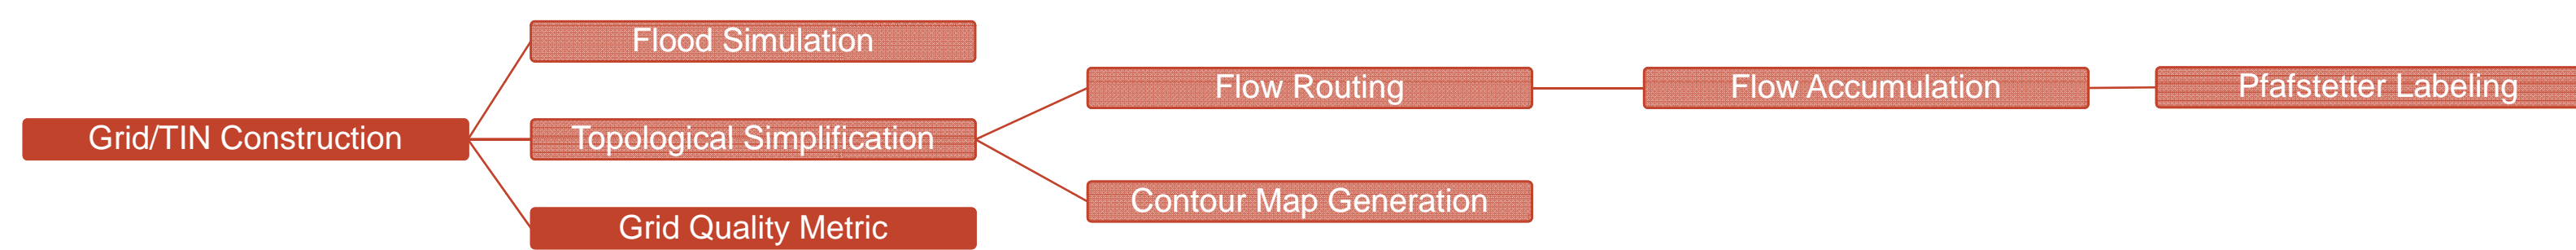 Flood Simulation
Flow Routing
Flow Accumulation
Pfafstetter Labeling
Grid/TIN Construction
Topological Simplification
Contour Map Generation
Grid Quality Metric